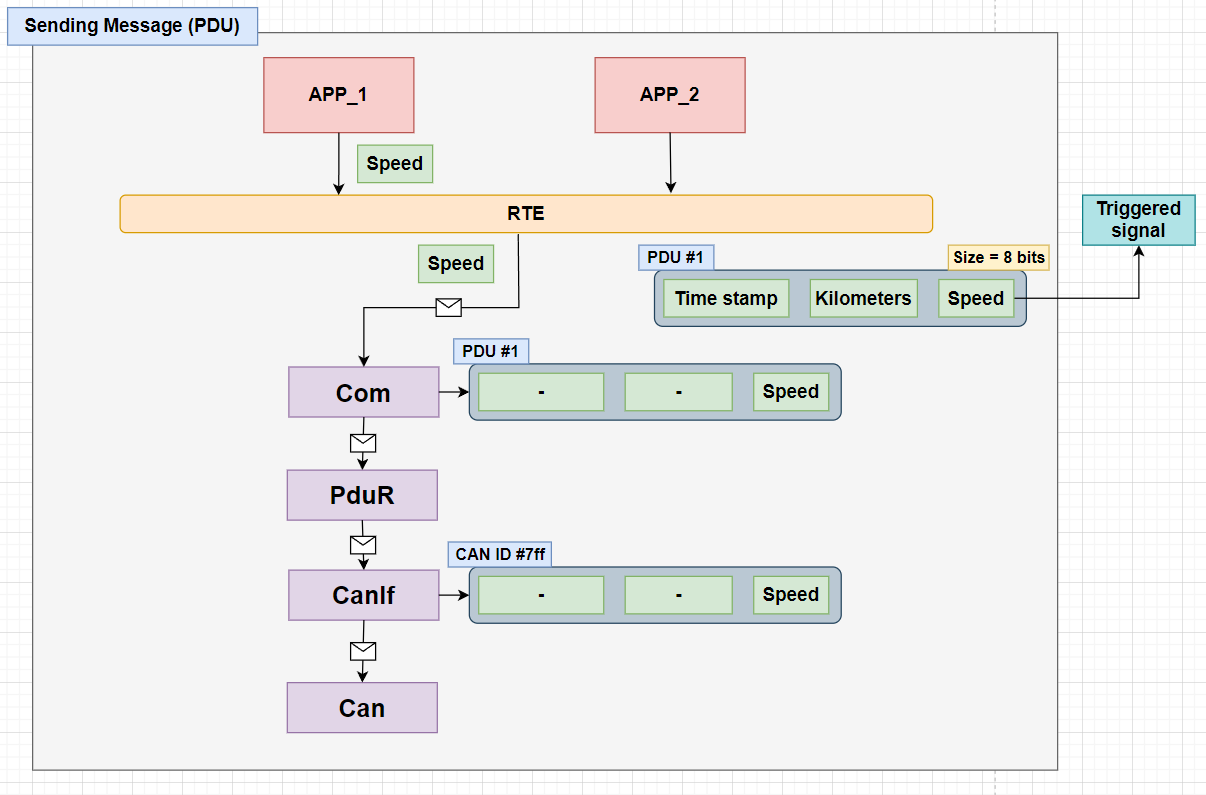 Sending Message (PDU)
APP_1
APP_2
Speed
RTE
Triggered
signal
Speed
PDU #1
Size = 8 bits
Time stamp
Kilometers
Speed
PDU #1
Com
-
-
Speed
PduR
CAN ID #7ff
CanIf
-
-
Speed
Can